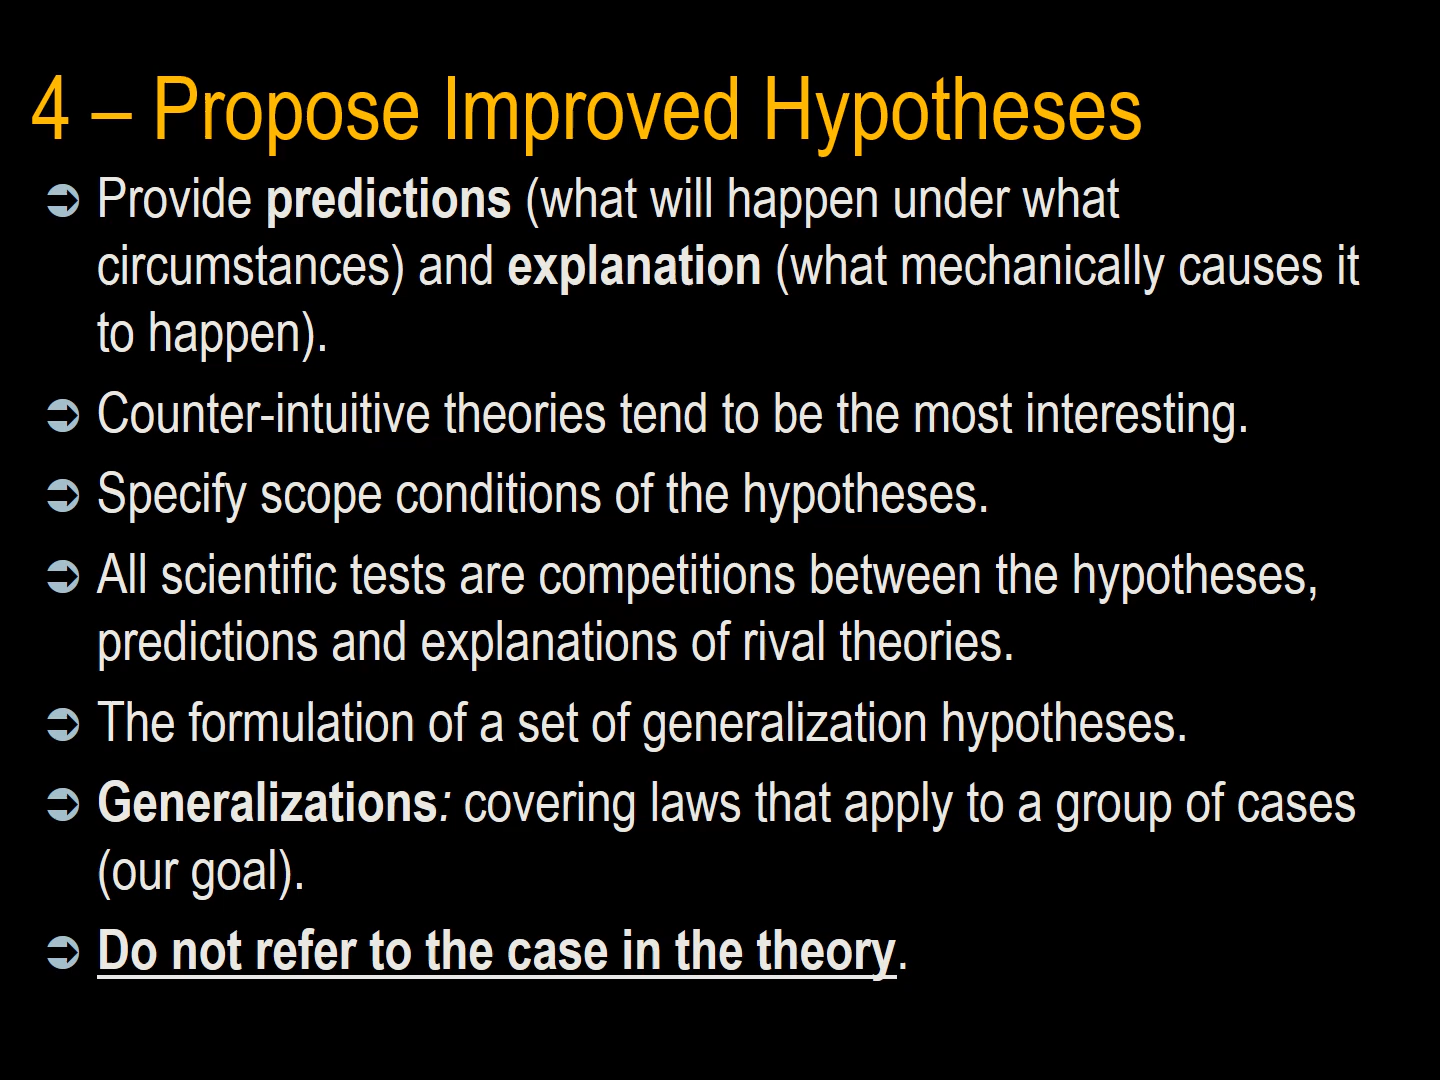 4 – Propose Improved Hypotheses
➲ Provide predictions (what will happen under what
circumstances) and explanation (what mechanically causes it
to happen).
➲ Counter-intuitive theories tend to be the most interesting.
➲ Specify scope conditions of the hypotheses.
➲ All scientific tests are competitions between the hypotheses,
predictions and explanations of rival theories.
➲ The formulation of a set of generalization hypotheses.
➲ Generalizations: covering laws that apply to a group of cases
(our goal).
➲ Do not refer to the case in the theory.